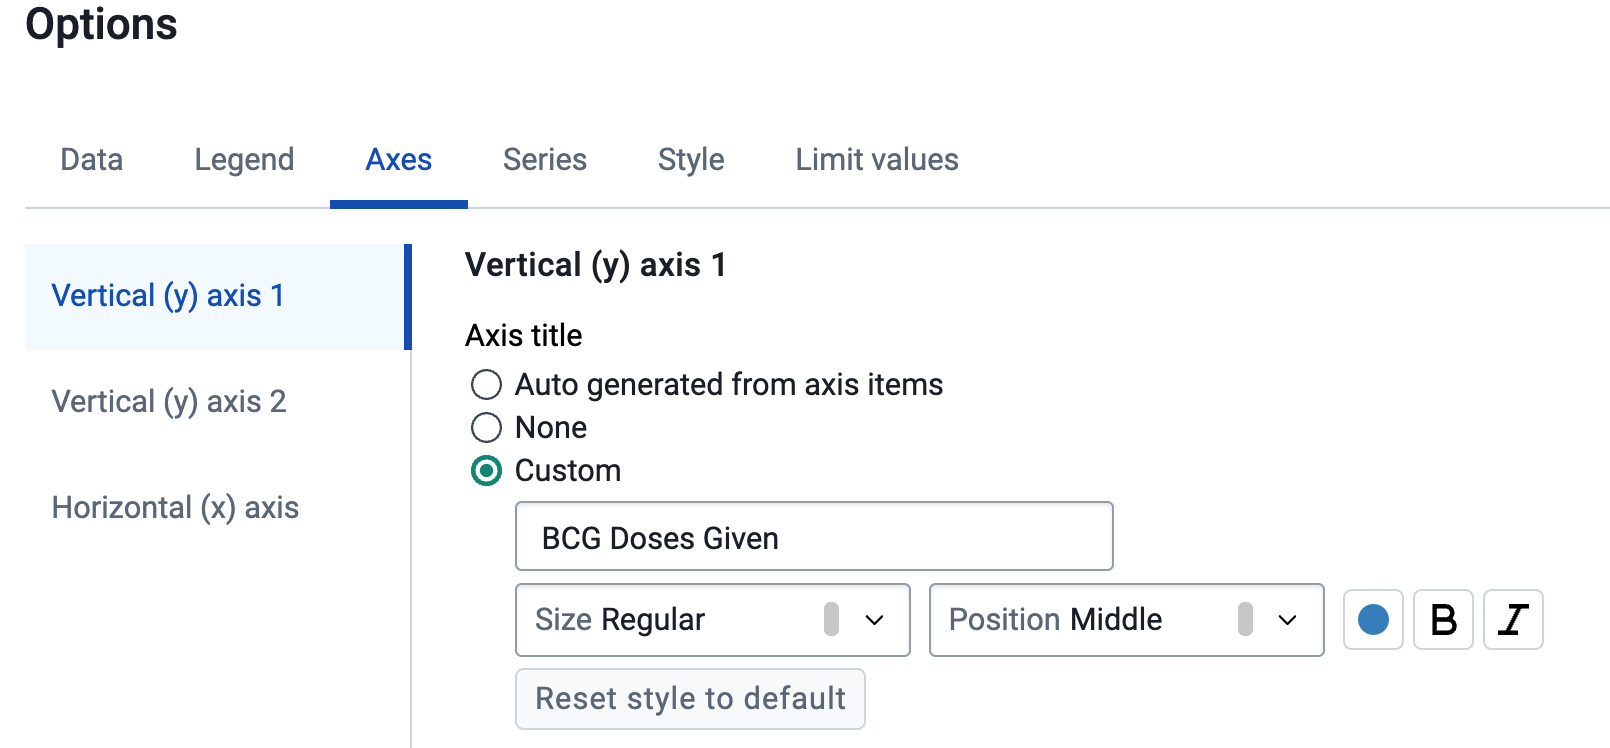 Options
Data Legend Axes Series Style Limit values
Vertical (y) axis 1
Vertical (y) axis 2
Horizontal (x) axis
Vertical (y) axis 1
Axis title
Auto generated from axis items
None
Custom
BCG Doses Given
Size Regular Position Middle B I
Reset style to default